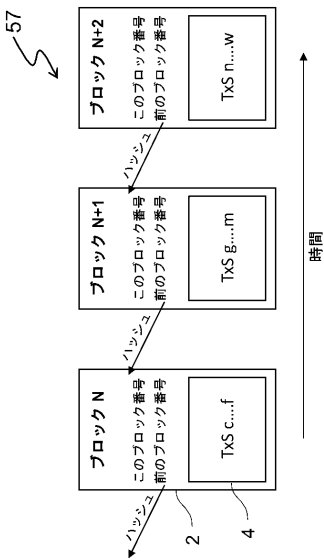 57
ブロック N
このブロック番号
前のブロック番号
TxS c....f
ハッシュ
ブロック N+1
このブロック番号
前のブロック番号
TxS g....m
ハッシュ
ブロック N+2
このブロック番号
前のブロック番号
TxS n....w
ハッシュ
2
4
時間